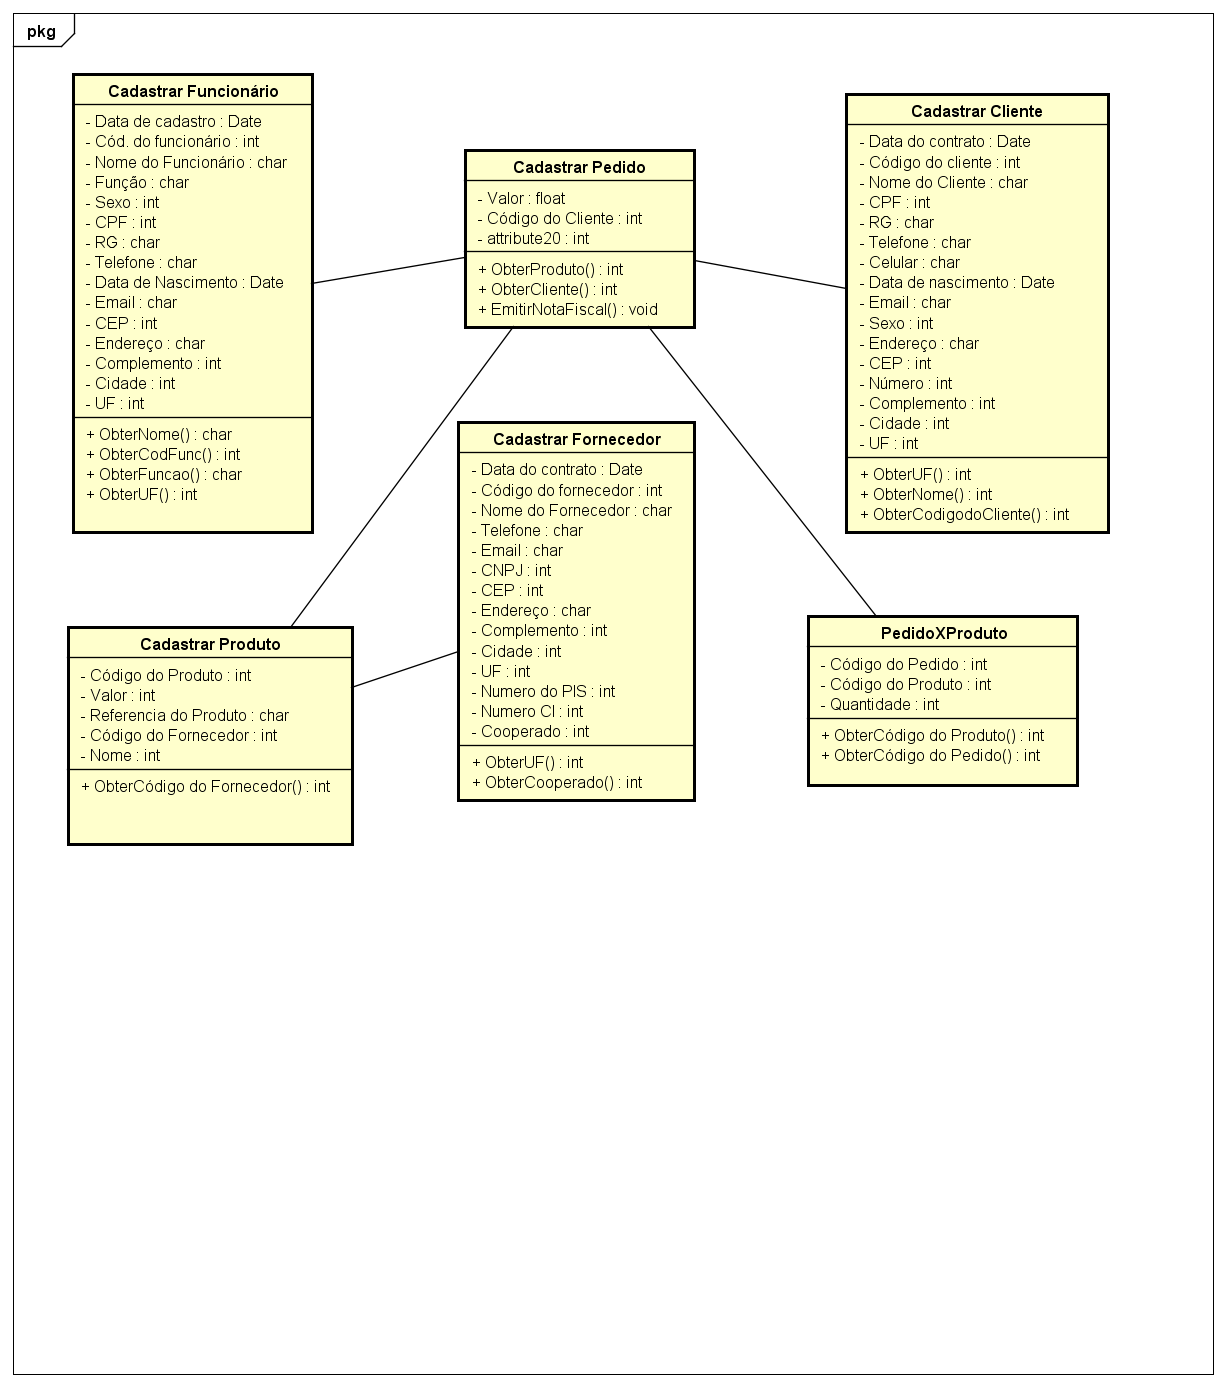 pkg
Cadastrar Funcionário
- Data de cadastro : Date
- Cód. do funcionário : int
- Nome do Funcionário : char
- Função : char
- Sexo : int
- CPF : int
- RG : char
- Telefone : char
- Data de Nascimento : Date
- Email : char
- CEP : int
- Endereço : char
- Complemento : int
- Cidade : int
- UF : int
+ ObterNome() : char
+ ObterCodFunc() : int
+ ObterFuncao() : char
+ ObterUF() : int
Cadastrar Pedido
- Valor : float
- Código do Cliente : int
- attribute20 : int
+ ObterProduto() : int
+ ObterCliente() : int
+ EmitirNotaFiscal() : void
Cadastrar Cliente
- Data do contrato : Date
- Código do cliente : int
- Nome do Cliente : char
- CPF : int
- RG : char
- Telefone : char
- Celular : char
- Data de nascimento : Date
- Email : char
- Sexo : int
- Endereço : char
- CEP : int
- Número : int
- Complemento : int
- Cidade : int
- UF : int
+ ObterUF() : int
+ ObterNome() : int
+ ObterCodigodoCliente() : int
Cadastrar Fornecedor
- Data do contrato : Date
- Código do fornecedor : int
- Nome do Fornecedor : char
- Telefone : char
- Email : char
- CNPJ : int
- CEP : int
- Endereço : char
- Complemento : int
- Cidade : int
- UF : int
- Numero do PIS : int
- Numero CI : int
- Cooperado : int
+ ObterUF() : int
+ ObterCooperado() : int
Cadastrar Produto
- Código do Produto : int
- Valor : int
- Referencia do Produto : char
- Código do Fornecedor : int
- Nome : int
+ ObterCódigo do Fornecedor() : int
PedidoXProduto
- Código do Pedido : int
- Código do Produto : int
- Quantidade : int
+ ObterCódigo do Produto() : int
+ ObterCódigo do Pedido() : int